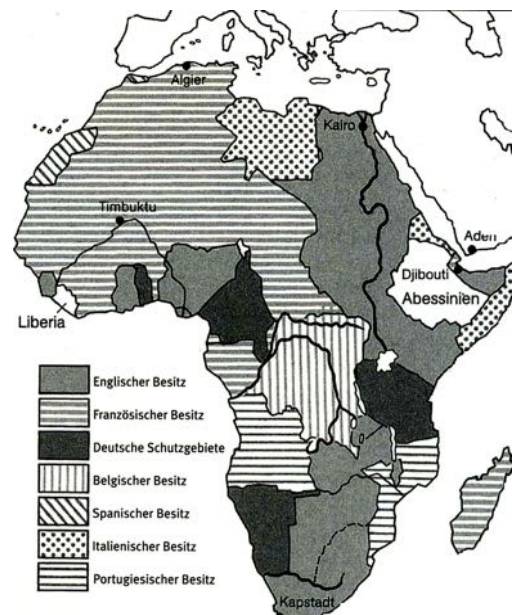 Algier
Kairo
Timbuktu
Aden
Djibouti
Abessinien
Liberia
Englischer Besitz
Französischer Besitz
Deutsche Schutzgebiete
Belgischer Besitz
Spanischer Besitz
Italienischer Besitz
Portugiesischer Besitz
Kapstadt